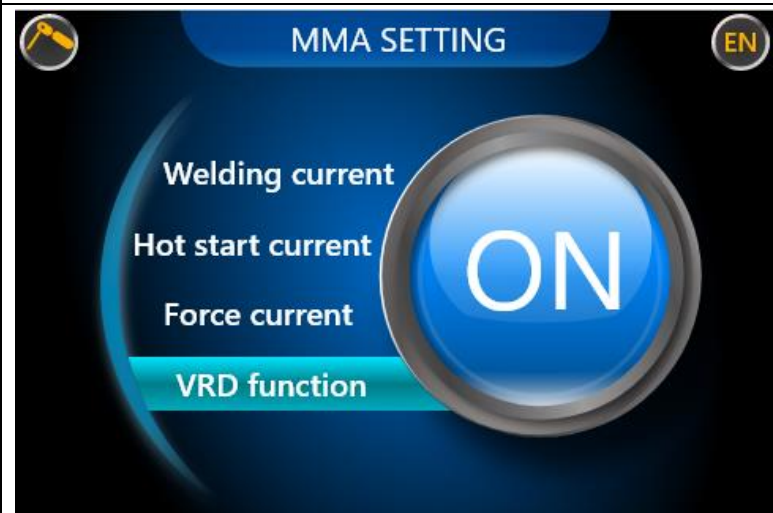 MMA SETTING
EN
Welding current
Hot start current
Force current
VRD function
ON